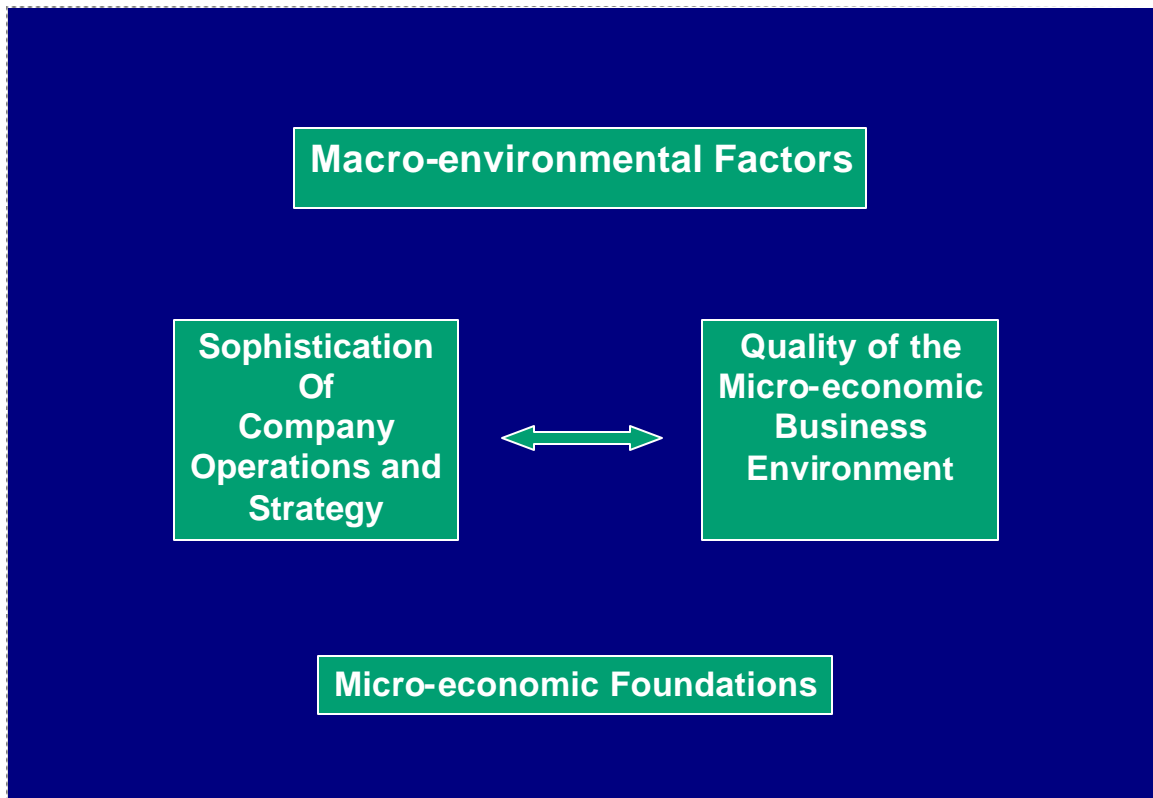 Macro-environmental Factors
Sophistication
Of
Company
Operations and
Strategy
Quality of the
Micro-economic
Business
Environment
Micro-economic Foundations